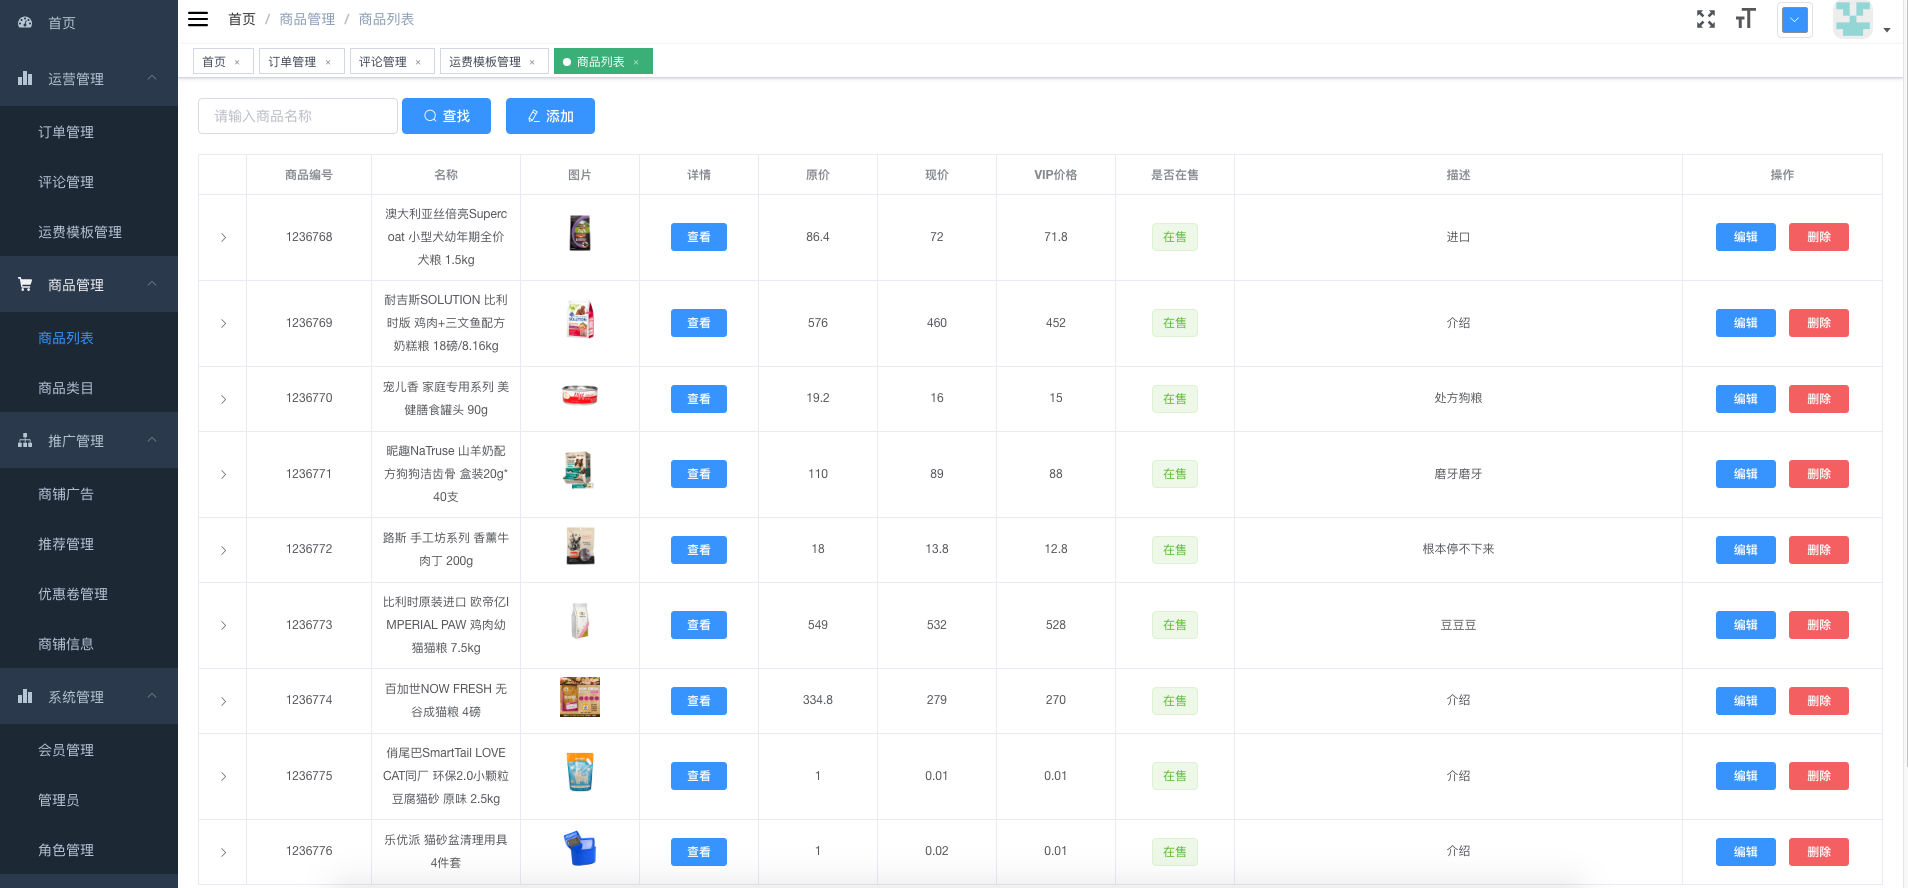 首页
运营管理
订单管理
评论管理
运费模板管理
商品管理
商品列表
商品类目
推广管理
商铺广告
推荐管理
优惠卷管理
商铺信息
系统管理
会员管理
管理员
角色管理
首页 / 商品管理 / 商品列表
首页 × 订单管理 × 评论管理 × 运费模板管理 × 商品列表 ×
请输入商品名称 查找 添加
商品编号 名称 图片 详情 原价 现价 VIP价格 是否在售 描述 操作
澳大利亚丝倍亮Superc
1236768 oat 小型犬幼年期全价 查看 86.4 72 71.8 在售 进口 编辑 删除
犬粮 1.5kg
耐吉斯SOLUTION 比利
1236769 时版 鸡肉+三文鱼配方 查看 576 460 452 在售 介绍 编辑 删除
奶糕粮 18磅/8.16kg
宠儿香 家庭专用系列 美
1236770 查看 19.2 16 15 在售 处方狗粮 编辑 删除
健膳食罐头 90g
昵趣NaTruse 山羊奶配
1236771 方狗狗洁齿骨 盒装20g* 查看 110 89 88 在售 磨牙磨牙 编辑 删除
40支
路斯 手工坊系列 香薰牛
1236772 查看 18 13.8 12.8 在售 根本停不下来 编辑 删除
肉丁 200g
比利时原装进口 欧帝亿I
1236773 MPERIAL PAW 鸡肉幼 查看 549 532 528 在售 豆豆豆 编辑 删除
猫猫粮 7.5kg
百加世NOW FRESH 无
1236774 查看 334.8 279 270 在售 介绍 编辑 删除
谷成猫粮 4磅
俏尾巴SmartTail LOVE
1236775 CAT同厂 环保2.0小颗粒 查看 1 0.01 0.01 在售 介绍 编辑 删除
豆腐猫砂 原味 2.5kg
乐优派 猫砂盆清理用具
1236776 查看 1 0.02 0.01 在售 介绍 编辑 删除
4件套